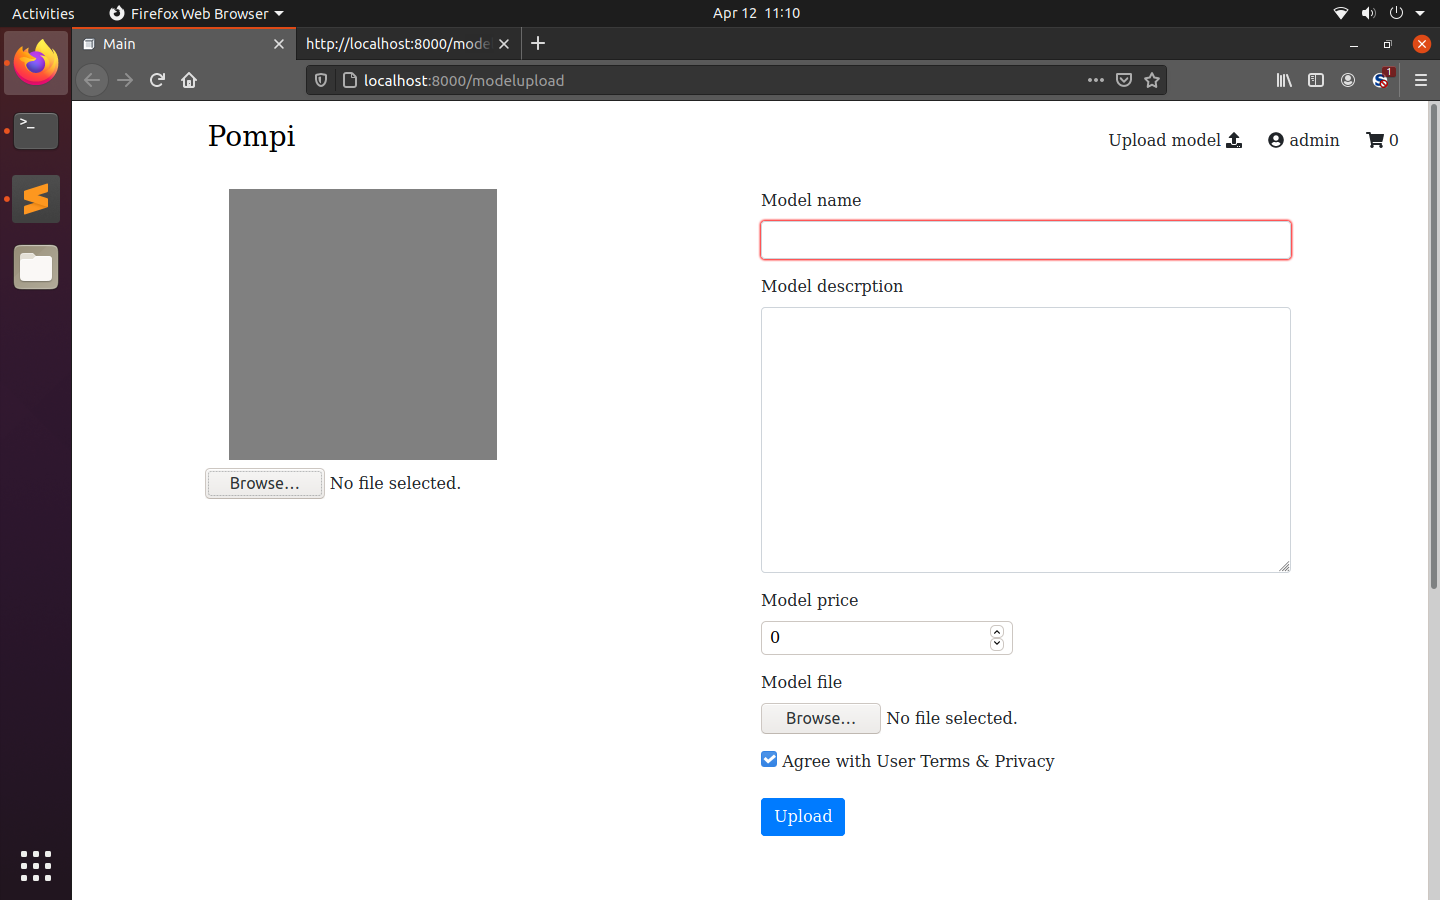 Activities
Firefox Web Browser
Apr 12 11:10
Main
http://localhost:8000/mode
localhost:8000/modelupload
1
Pompi
Upload model
admin
0
Model name
Model descrption
Browse...
No file selected.
Model price
0
Model file
Browse...
No file selected.
Agree with User Terms & Privacy
Upload